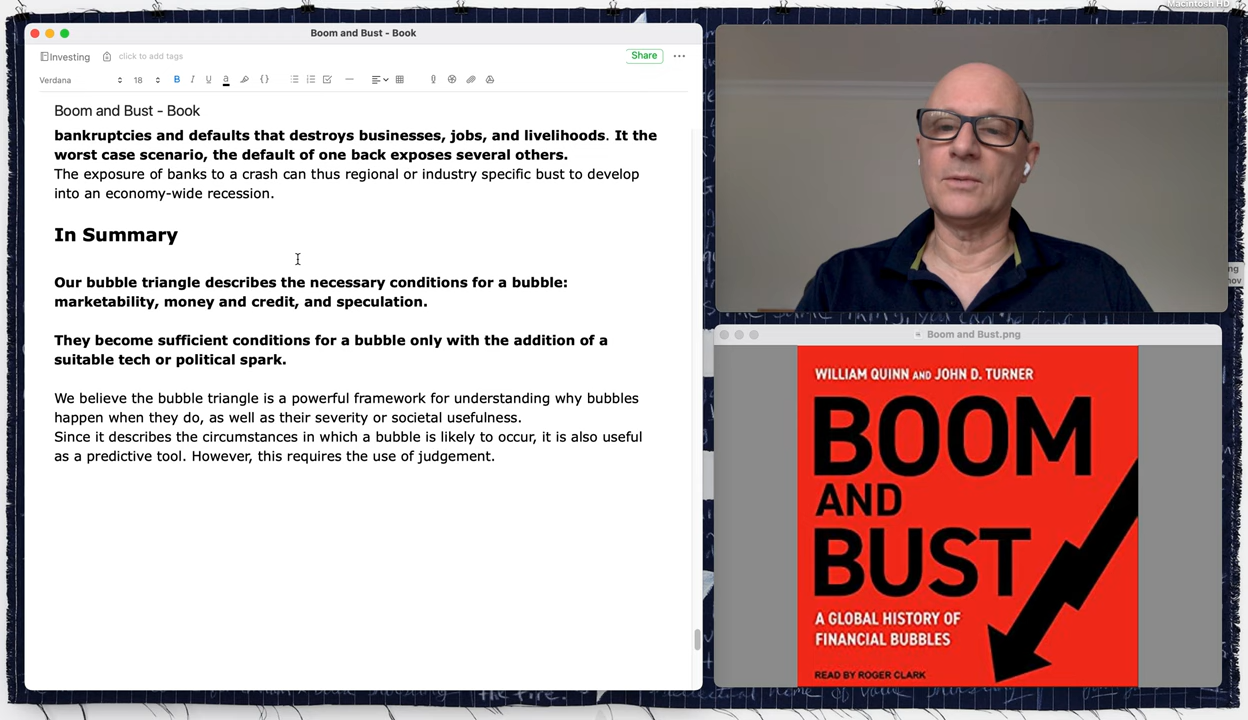 Macintosh HD
Boom and Bust - Book
Investing click to add tags Share
Verdana 18 B I U a
Boom and Bust - Book
bankruptcies and defaults that destroys businesses, jobs, and livelihoods. It the
worst case scenario, the default of one back exposes several others.
The exposure of banks to a crash can thus regional or industry specific bust to develop
into an economy-wide recession.
In Summary
Our bubble triangle describes the necessary conditions for a bubble:
marketability, money and credit, and speculation.
They become sufficient conditions for a bubble only with the addition of a
suitable tech or political spark.
We believe the bubble triangle is a powerful framework for understanding why bubbles
happen when they do, as well as their severity or societal usefulness.
Since it describes the circumstances in which a bubble is likely to occur, it is also useful
as a predictive tool. However, this requires the use of judgement.
Boom and Bust.png
WILLIAM QUINN AND JOHN D. TURNER
BOOM
AND
BUST
A GLOBAL HISTORY OF
FINANCIAL BUBBLES
READ BY ROGER CLARK
the fire.